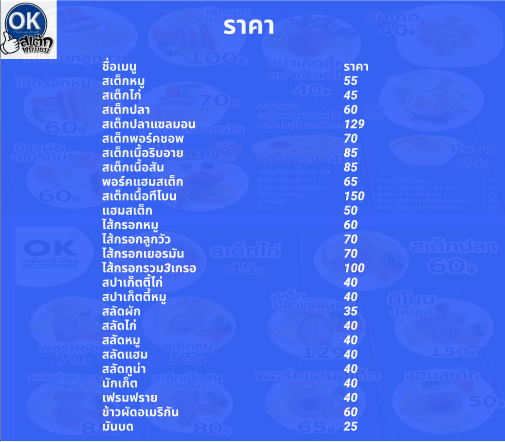 OK
สเต็ก
ราคา
ชื่อเมนู ราคา
สเต็กหมู 55
สเต็กไก่ 45
สเต็กปลา 60
สเต็กปลาแซลมอน 129
สเต็กพอร์คชอพ 70
สเต็กเนื้อริบอาย 85
สเต็กเนื้อสัน 85
พอร์คแฮมสเต็ก 65
สเต็กเนื้อทีโบน 150
แฮมสเต็ก 50
ไส้กรอกหมู 60
ไส้กรอกลูกวัว 70
ไส้กรอกเยอรมัน 70
ไส้กรอกรวม3เกรอ 100
สปาเก็ตตี้ไก่ 40
สปาเก็ตตี้หมู 40
สลัดผัก 35
สลัดไก่ 40
สลัดหมู 40
สลัดแฮม 40
สลัดทูน่า 40
นักเก็ต 40
เฟรมฟราย 40
ข้าวผัดอเมริกัน 60
มันบด 25